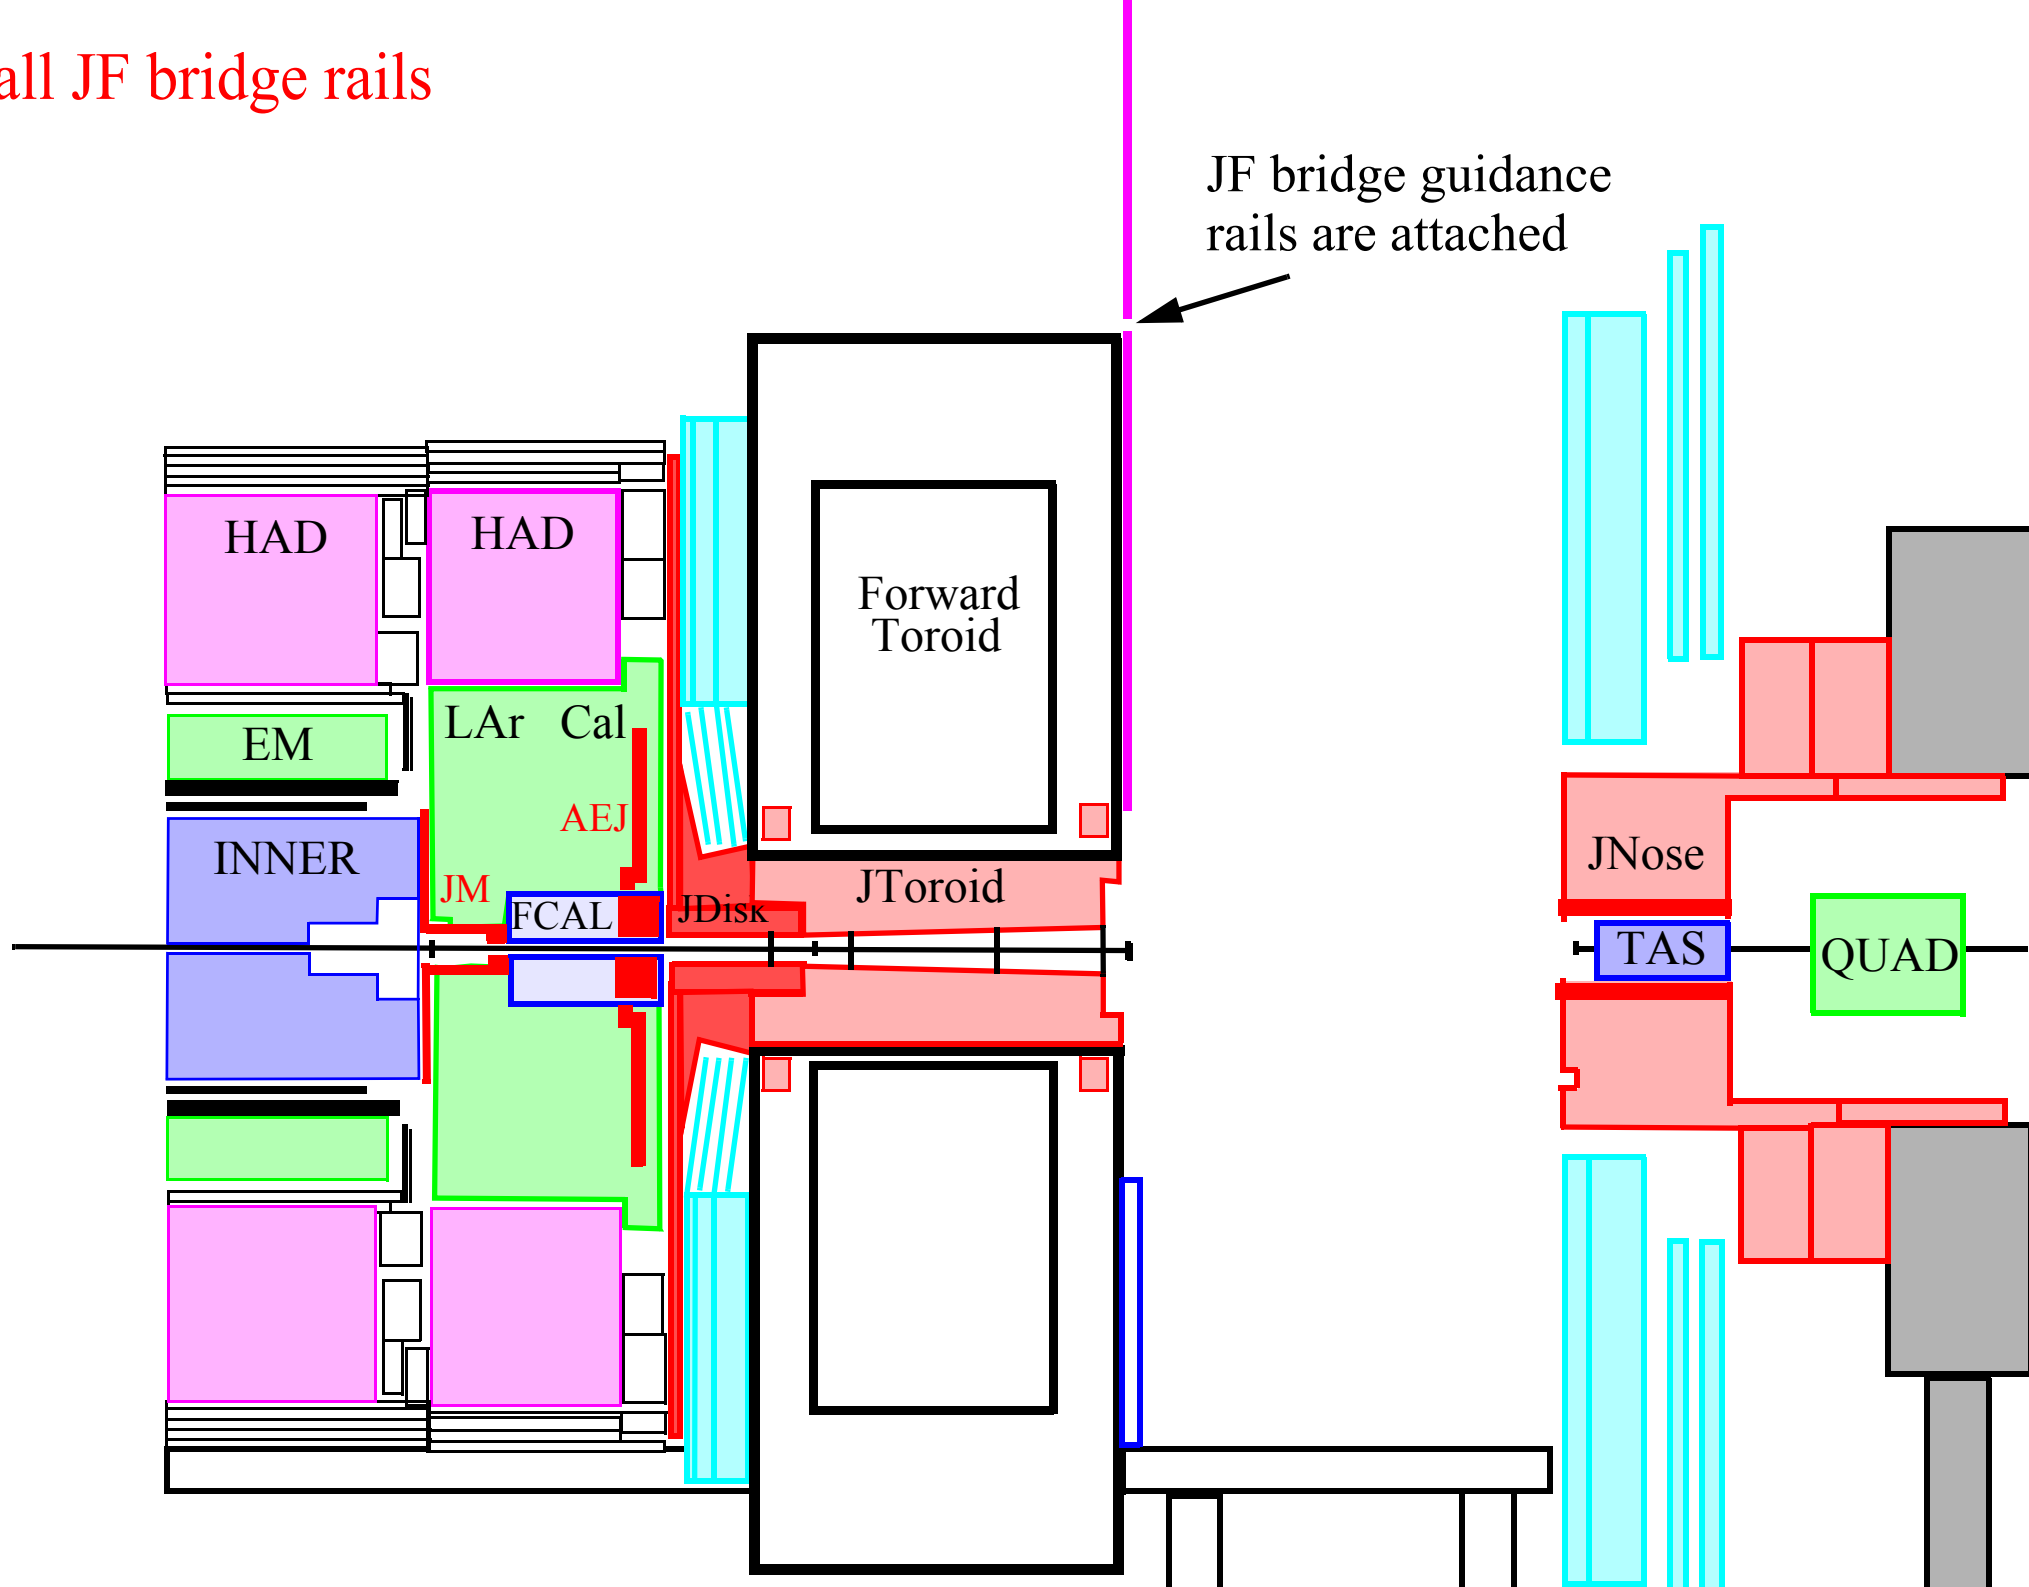 all JF bridge rails
JF bridge guidance
rails are attached
HAD
HAD
Forward
Toroid
LAr Cal
EM
AEJ
INNER
JM
FCAL
JDisk
JToroid
JNose
TAS
QUAD